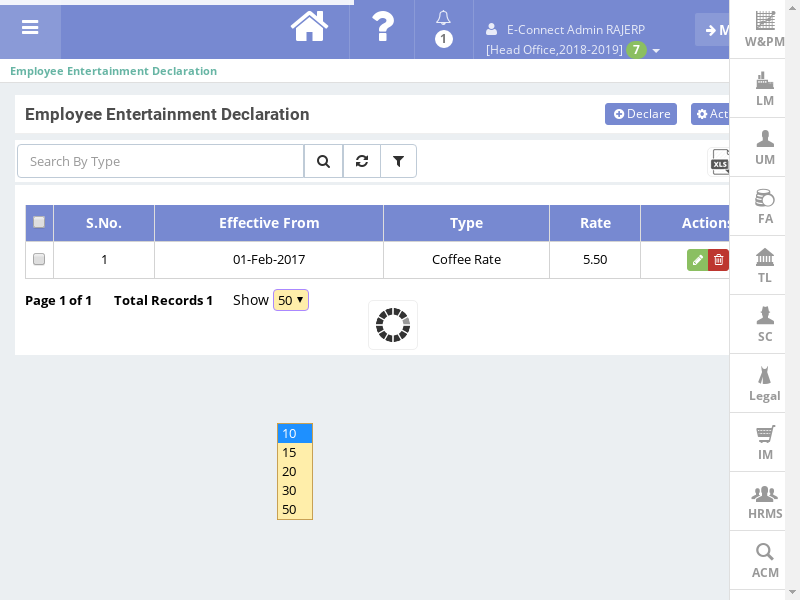 1
E-Connect Admin RAJERP
[Head Office,2018-2019] 7
M
Employee Entertainment Declaration
Employee Entertainment Declaration
Declare
Act
Search By Type
XLS
S.No.
Effective From
Type
Rate
Actions
1
01-Feb-2017
Coffee Rate
5.50
Page 1 of 1
Total Records 1
Show 50
10
15
20
30
50
W&PM
LM
UM
FA
TL
SC
Legal
IM
HRMS
ACM